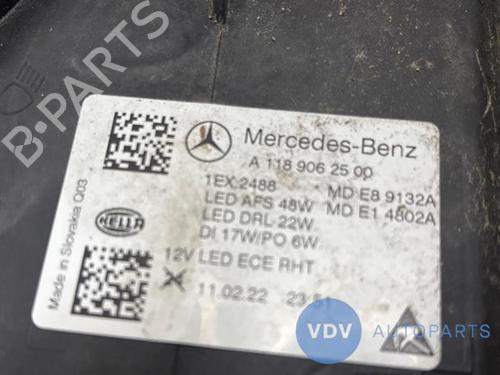 Mercedes-Benz
A 118 906 25 00
1EX.2488 MD E8 9132A
LED AFS 48W MD E1 4802A
LED DRL 22W
DI 17W/PO 6W
12V LED ECE RHT
11.02.22
HELLA
Made in Slovakia Q03
B-PARTS
VDV AUTOPARTS